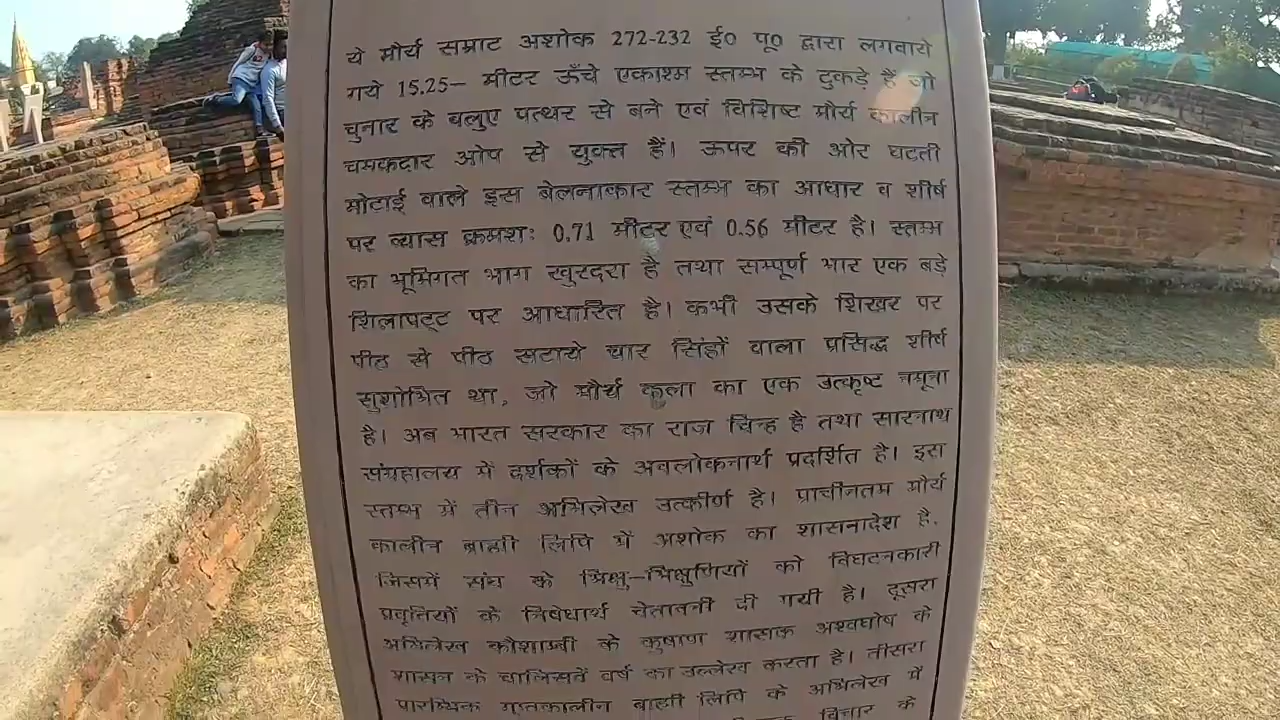 ये मौर्य सम्राट अशोक 272-232 ई0 पू0 द्वारा लगवाये
गये 15.25– मीटर ऊँचे एकाश्म स्तम्भ के टुकड़े हैं जो
चुनार के बलुए पत्थर से बने एवं विशिष्ट मौर्य कालीन
चमकदार ओप से युक्त हैं। ऊपर की ओर घटती
मोटाई वाले इस बेलनाकार स्तम्भ का आधार व शीर्ष
पर व्यास क्रमशः 0.71 मीटर एवं 0.56 मीटर है। स्तम्भ
का भूमिगत भाग खुरदरा है तथा सम्पूर्ण भार एक बड़े
शिलापट्ट पर आधारित है। कभी उसके शिखर पर
पीठ से पीठ सटाये चार सिंहों वाला प्रसिद्ध शीर्ष
सुशोभित था, जो मौर्य कला का एक उत्कृष्ट नमूना
है। अब भारत सरकार का राज चिन्ह है तथा सारनाथ
संग्रहालय में दर्शकों के अवलोकनार्थ प्रदर्शित है। इस
स्तम्भ में तीन अभिलेख उत्कीर्ण है। प्राचीनतम मौर्य
कालीन ब्राह्मी लिपि में अशोक का शासनादेश है,
जिसमें संघ के भिक्षु–भिक्षुणियों को विघटनकारी
प्रवृतियों के निषेधार्थ चेतावनी दी गयी है। दूसरा
अभिलेख कौशाम्बी के कुषाण शासक अश्वघोष के
शासन के चालिसवें वर्ष का उल्लेख करता है। तीसरा
प्रारम्भिक गुप्तकालीन ब्राह्मी लिपि के अभिलेख में
विचार के